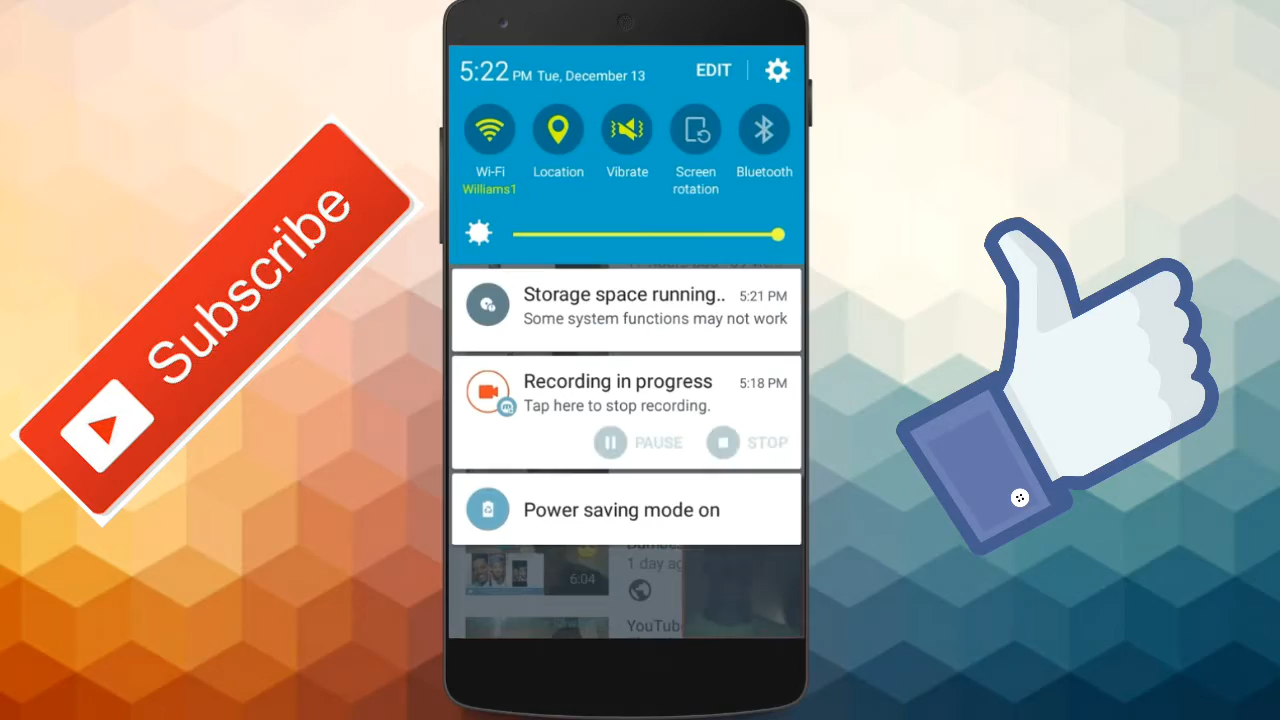 5:22 PM Tue, December 13 EDIT
Wi-Fi Location Vibrate Screen rotation Bluetooth
Williams1
Subscribe
Storage space running.. 5:21 PM
Some system functions may not work
Recording in progress 5:18 PM
Tap here to stop recording.
PAUSE STOP
Power saving mode on
1 day ag
6:04
YouTub